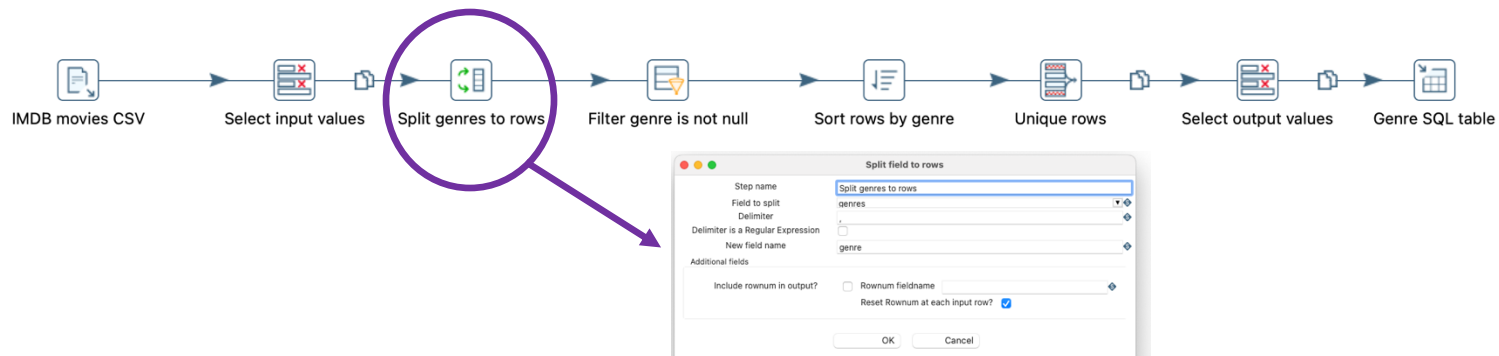 IMDB movies CSV
Select input values
Split genres to rows
Filter genre is not null
Sort rows by genre
Unique rows
Select output values
Genre SQL table
Split field to rows
Step name Split genres to rows
Field to split genres
Delimiter ,
Delimiter is a Regular Expression
New field name genre
Additional fields
Include rownum in output? Rownum fieldname
Reset Rownum at each input row?
OK Cancel